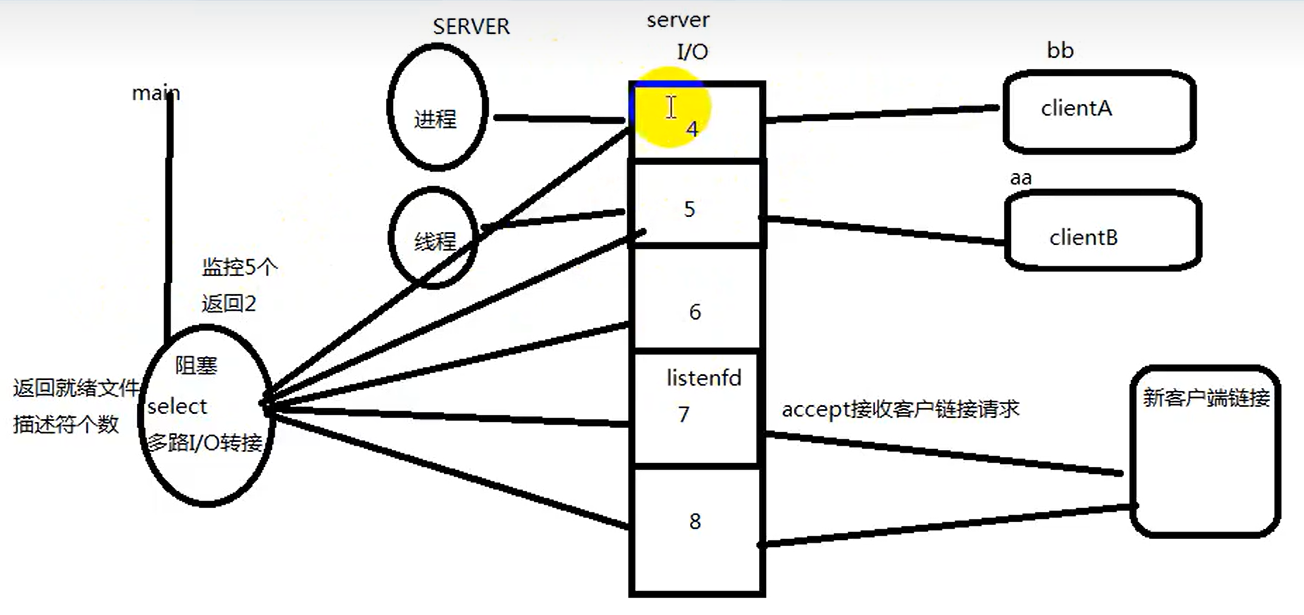 SERVER
server
I/O
main
进程
4
bb
clientA
线程
5
aa
clientB
监控5个
返回2
6
阻塞
select
多路I/O转接
返回就绪文件
描述符个数
listenfd
7
accept接收客户链接请求
新客户端链接
8